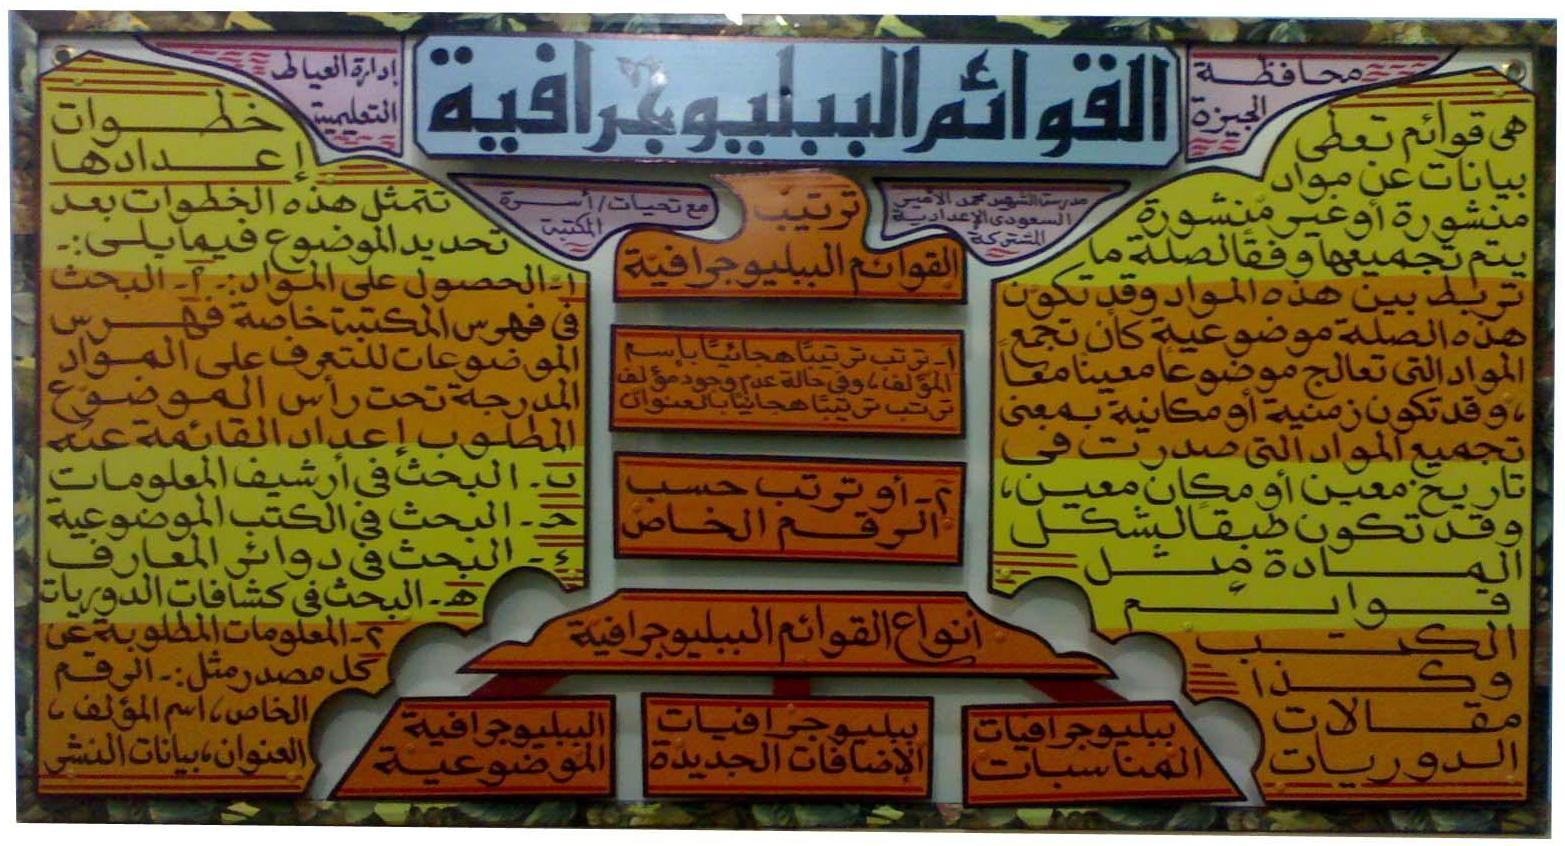 القوائم الببليوجرافية
محافظة
الجيزة
إدارة العياط
التعليمية
مدرسة الشهيد محمد الأمين
السعودى الإعدادية
المشتركة
مع تحيات/ أسرة
المكتبة
هى قوائم تعطى
بيانات عن مواد
منشورة أو غير منشورة
يتم تجميعها وفقاً لصلة ما
تربط بين هذه المواد وقد تكون
هذه الصلة موضوعية كأن تجمع
المواد التى تعالج موضوعاً معيناً معاً
، وقد تكون زمنية أو مكانية بمعنى
تجميع المواد التى صدرت فى
تاريخ معين أو مكان معين،
وقد تكون طبقاً لشكل
المادة مثل
قوائم
الكتب
وكذا
مقالات
الدوريات
ترتيب
القوائم الببليوجرافية
١- ترتب ترتيبًا هجائيًا بإسم
المؤلف، وفى حالة عدم وجود مؤلف
ترتب ترتيبًا هجائيًا بالعنوان
٢- أو ترتب حسب
الرقم الخاص
أنواع القوائم الببليوجرافية
ببليوجرافيات
المناسبات
ببليوجرافيات
الإضافات الجديدة
الببليوجرافية
الموضوعية
خطوات
إعدادها
تتمثل هذه الخطوات بعد
تحديد الموضوع فيما يلى:-
١- الحصول على المواد:- أ- البحث
فى فهرس المكتبة خاصة فهرس
الموضوعات للتعرف على المواد
المدرجة تحت رأس الموضوع
المطلوب إعداد القائمة عنه
ب- البحث فى أرشيف المعلومات
حـ- البحث فى الكتب الموضوعية
ء- البحث فى دوائر المعارف
هـ- البحث فى كشافات الدوريات
٢- المعلومات المطلوبة عن
كل مصدر مثل:- الرقم
الخاص، اسم المؤلف،
العنوان، بيانات النشر